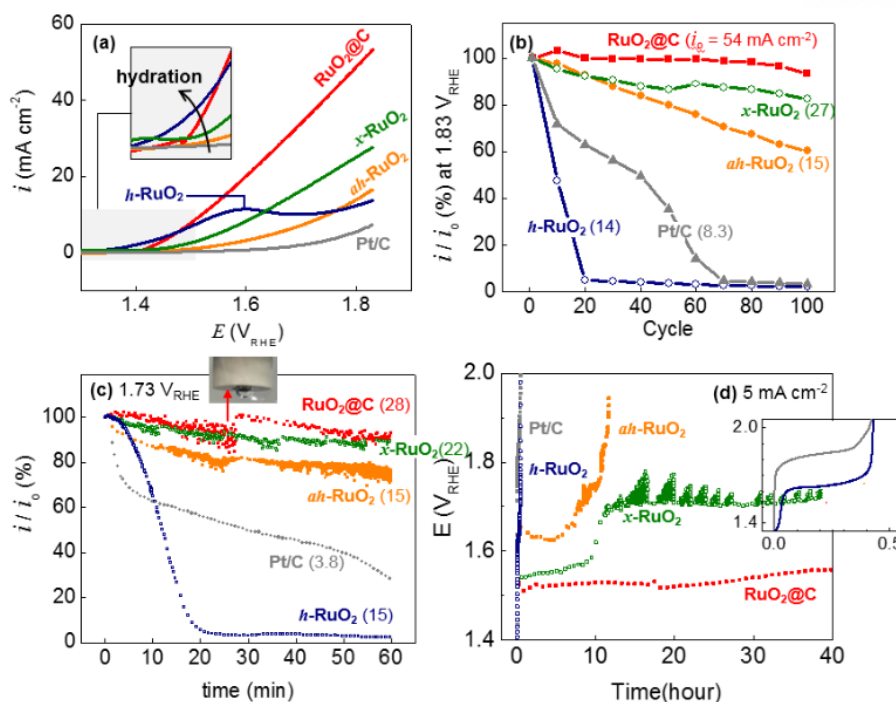 (a)
60
40
20
0
i (mA cm⁻²)
hydration
RuO₂@C
x-RuO₂
h-RuO₂
ah-RuO₂
Pt/C
1.4
1.6
1.8
E (V_RHE)
(b)
RuO₂@C (i₀ = 54 mA cm⁻²)
100
80
60
40
20
0
i / i₀ (%) at 1.83 V_RHE
x-RuO₂ (27)
ah-RuO₂ (15)
Pt/C (8.3)
h-RuO₂ (14)
0
20
40
60
80
100
Cycle
(c) 1.73 V_RHE
100
80
60
40
20
0
i / i₀ (%)
RuO₂@C (28)
x-RuO₂(22)
ah-RuO₂ (15)
Pt/C (3.8)
h-RuO₂ (15)
0
10
20
30
40
50
60
time (min)
(d) 5 mA cm⁻²
2.0
1.8
1.6
1.4
E (V_RHE)
Pt/C
h-RuO₂
ah-RuO₂
x-RuO₂
RuO₂@C
2.0
1.4
0.0
0.5
0
10
20
30
40
Time(hour)